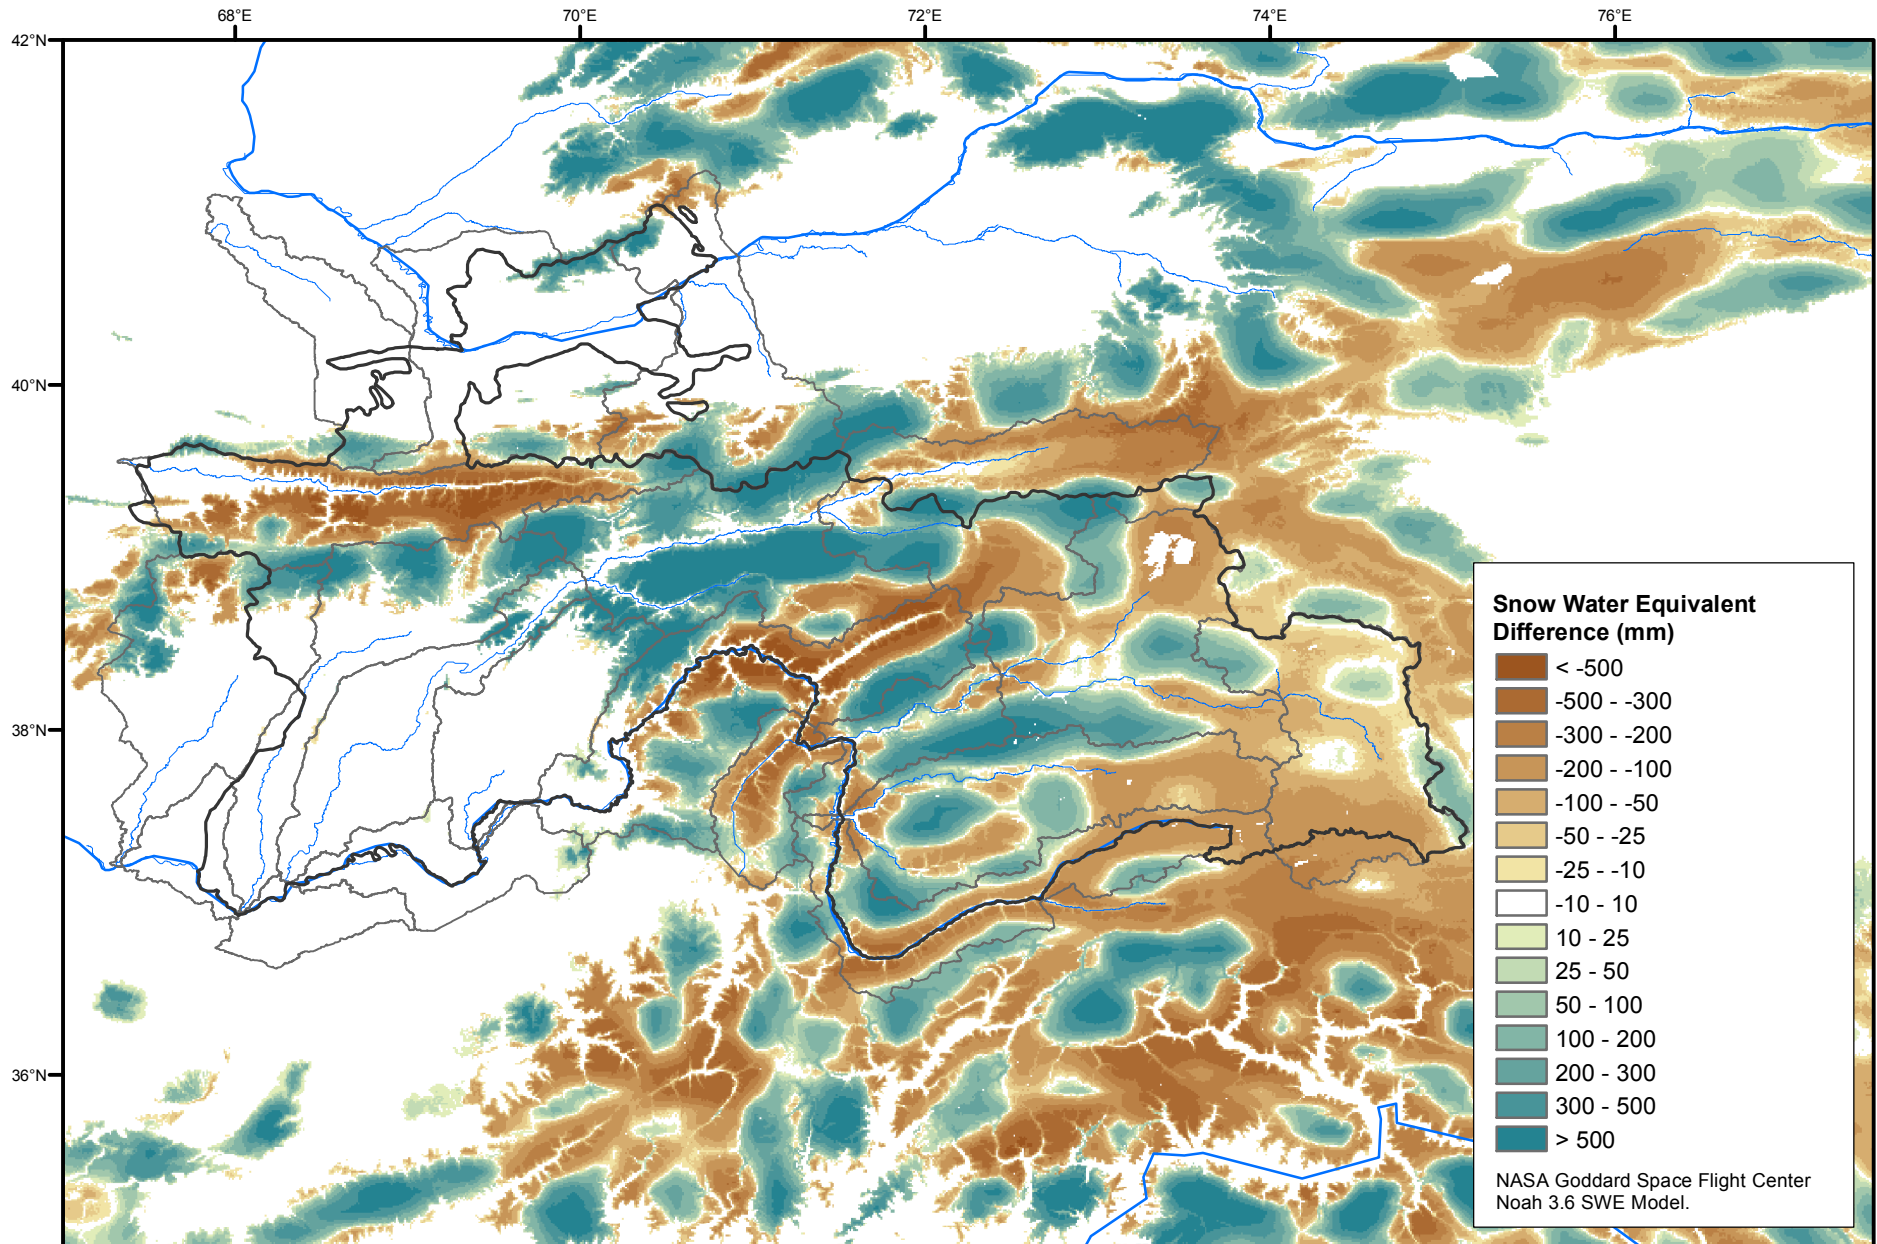 68°E
70°E
72°E
74°E
76°E
42°N
40°N
38°N
36°N
Snow Water Equivalent
Difference (mm)
< -500
-500 - -300
-300 - -200
-200 - -100
-100 - -50
-50 - -25
-25 - -10
-10 - 10
10 - 25
25 - 50
50 - 100
100 - 200
200 - 300
300 - 500
> 500
NASA Goddard Space Flight Center
Noah 3.6 SWE Model.